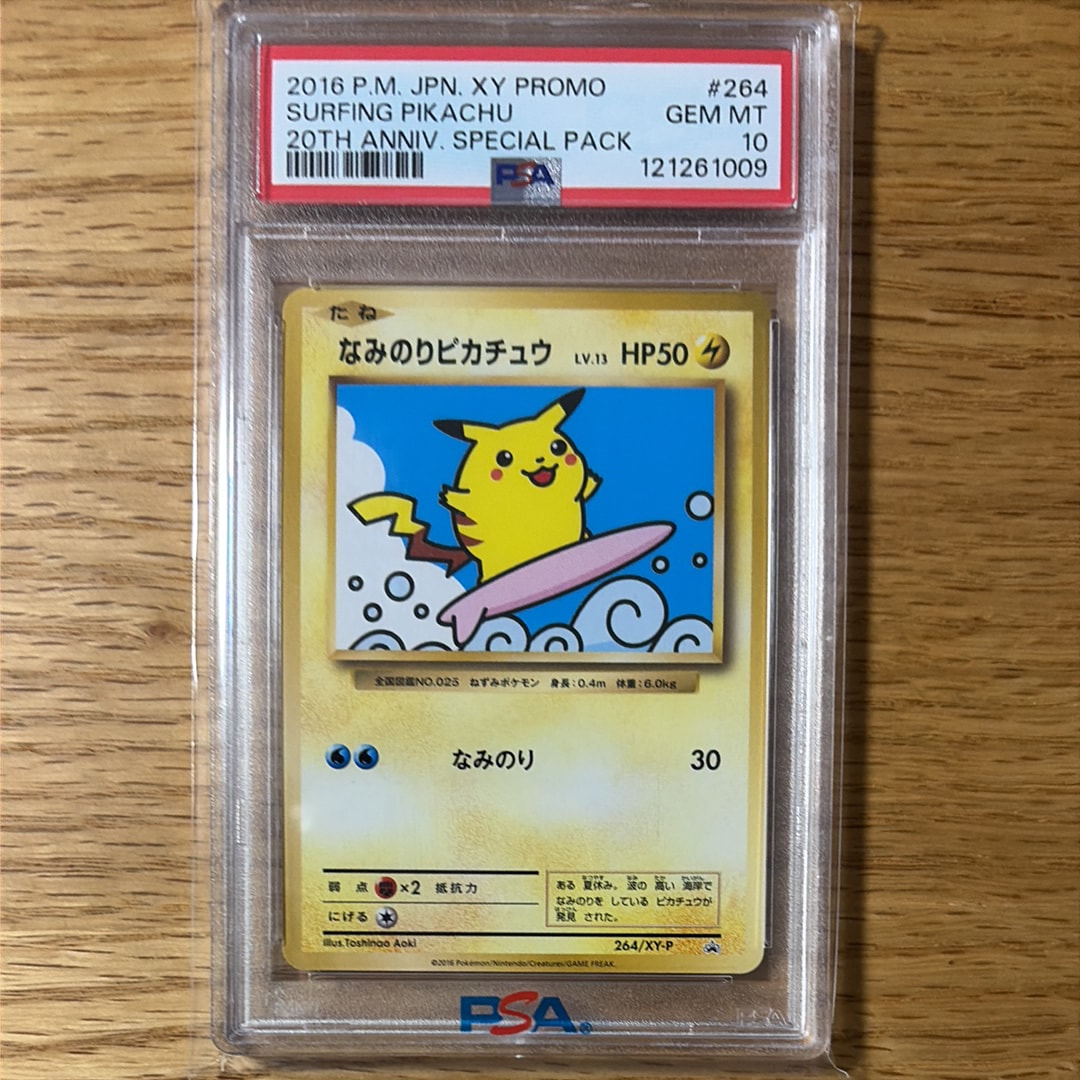 2016 P.M. JPN. XY PROMO #264
SURFING PIKACHU GEM MT
20TH ANNIV. SPECIAL PACK 10
PSA 121261009
たね
なみのりピカチュウ LV.13 HP50
全国図鑑NO.025 ねずみポケモン 身長:0.4m 体重:6.0kg
なみのり 30
弱点 ×2 抵抗力
にげる
ある 夏休み。波の 高い 海岸で
なみのりを している ピカチュウが
発見 された。
Illus.Toshinao Aoki 264/XY-P
©2016 Pokémon/Nintendo/Creatures/GAME FREAK.
PSA®
PSA